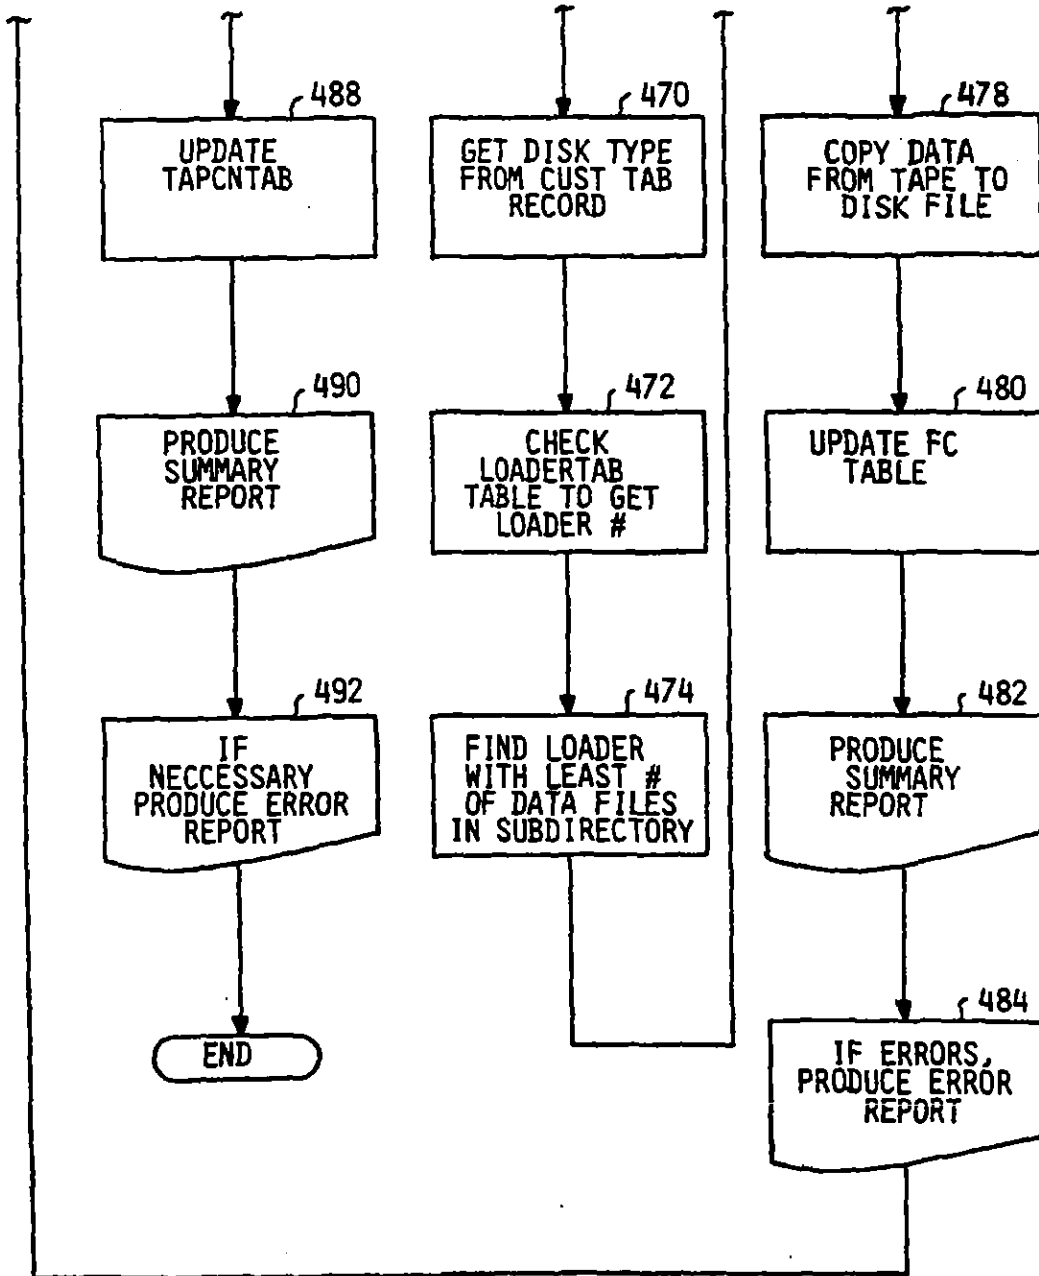 488
UPDATE
TAPCNTAB
490
PRODUCE
SUMMARY
REPORT
492
IF
NECCESSARY
PRODUCE ERROR
REPORT
END
470
GET DISK TYPE
FROM CUST TAB
RECORD
472
CHECK
LOADERTAB
TABLE TO GET
LOADER #
474
FIND LOADER
WITH LEAST #
OF DATA FILES
IN SUBDIRECTORY
478
COPY DATA
FROM TAPE TO
DISK FILE
480
UPDATE FC
TABLE
482
PRODUCE
SUMMARY
REPORT
484
IF ERRORS,
PRODUCE ERROR
REPORT